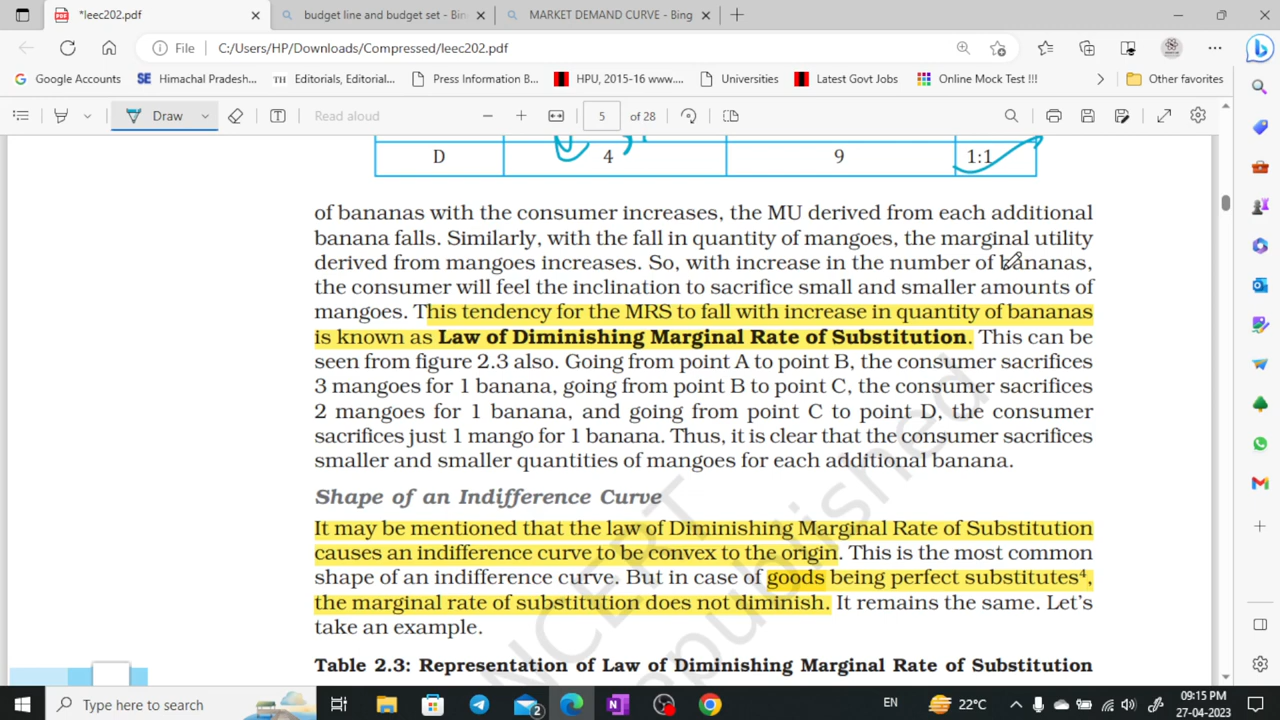 *leec202.pdf
budget line and budget set - Bin
MARKET DEMAND CURVE - Bing
File C:/Users/HP/Downloads/Compressed/leec202.pdf
Google Accounts SE Himachal Pradesh... TH Editorials, Editorial... Press Information B... HPU, 2015-16 www.... Universities Latest Govt Jobs Online Mock Test !!! Other favorites
Draw Read aloud 5 of 28
D 4 9 1:1
of bananas with the consumer increases, the MU derived from each additional
banana falls. Similarly, with the fall in quantity of mangoes, the marginal utility
derived from mangoes increases. So, with increase in the number of bananas,
the consumer will feel the inclination to sacrifice small and smaller amounts of
mangoes. This tendency for the MRS to fall with increase in quantity of bananas
is known as Law of Diminishing Marginal Rate of Substitution. This can be
seen from figure 2.3 also. Going from point A to point B, the consumer sacrifices
3 mangoes for 1 banana, going from point B to point C, the consumer sacrifices
2 mangoes for 1 banana, and going from point C to point D, the consumer
sacrifices just 1 mango for 1 banana. Thus, it is clear that the consumer sacrifices
smaller and smaller quantities of mangoes for each additional banana.
Shape of an Indifference Curve
It may be mentioned that the law of Diminishing Marginal Rate of Substitution
causes an indifference curve to be convex to the origin. This is the most common
shape of an indifference curve. But in case of goods being perfect substitutes⁴,
the marginal rate of substitution does not diminish. It remains the same. Let's
take an example.
Table 2.3: Representation of Law of Diminishing Marginal Rate of Substitution
NCERT
republished
Type here to search
2
22°C
EN
09:15 PM
27-04-2023